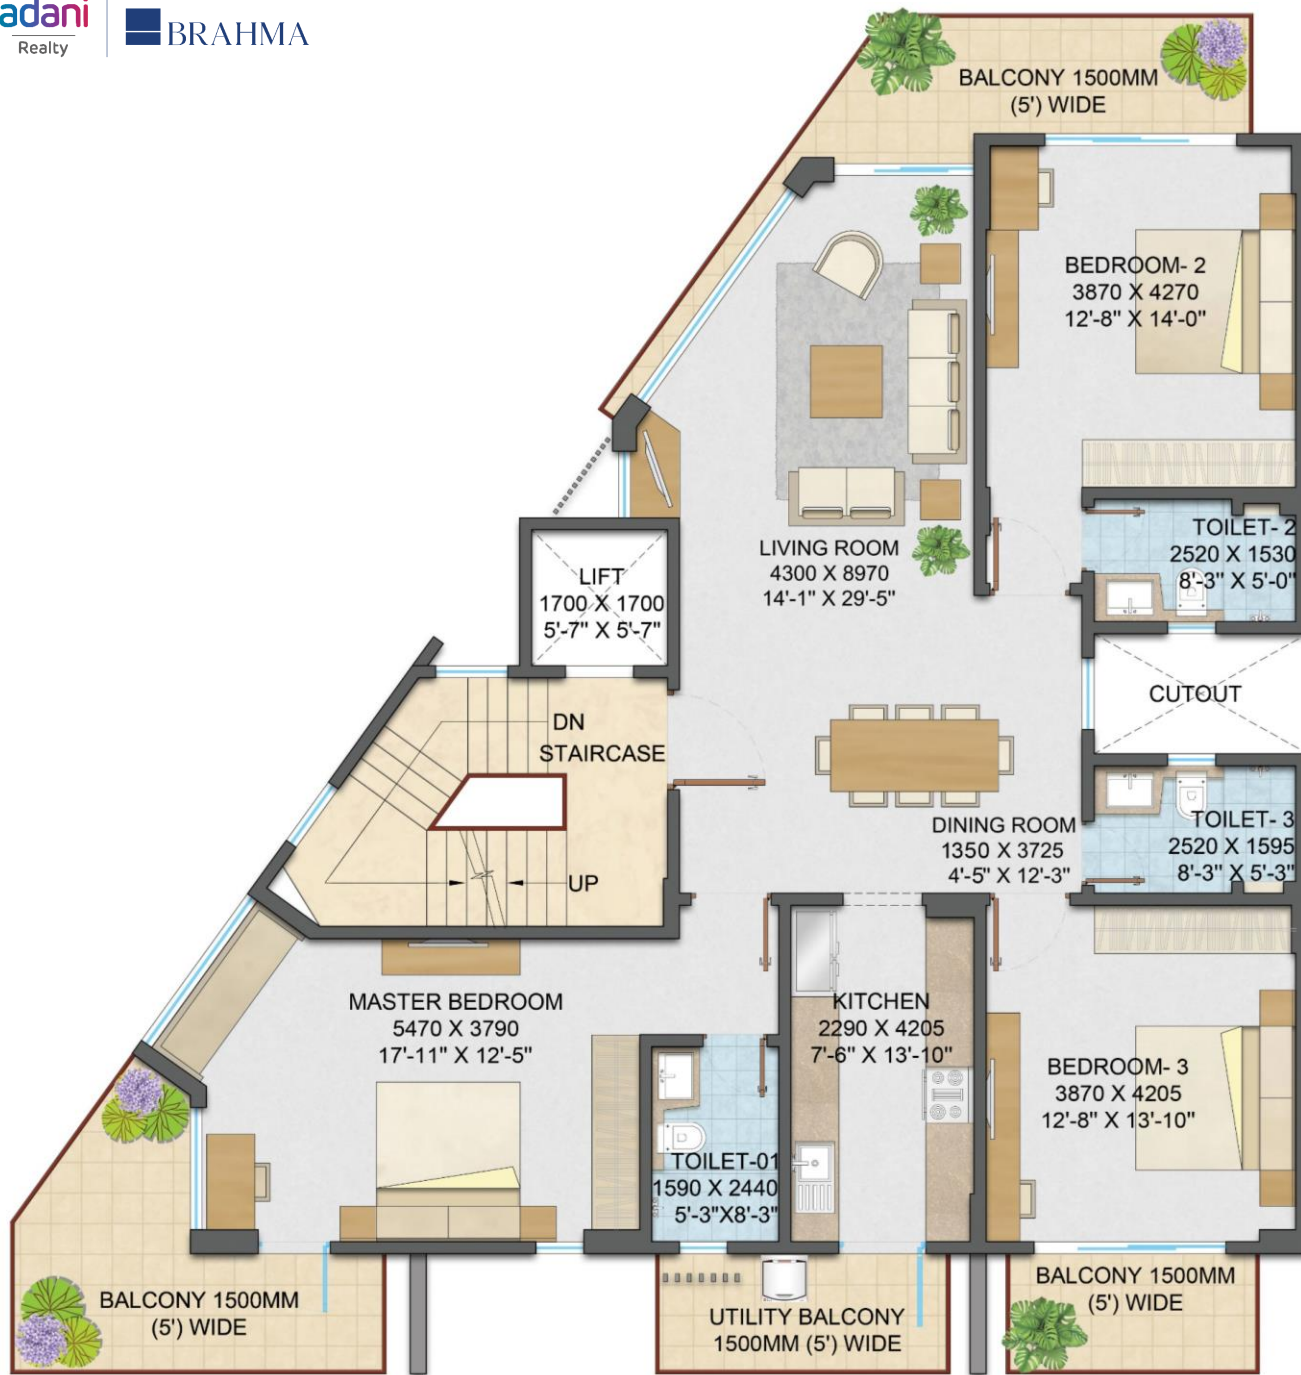 adani
Realty
BRAHMA
BALCONY 1500MM
(5') WIDE
BEDROOM- 2
3870 X 4270
12'-8" X 14'-0"
LIVING ROOM
4300 X 8970
14'-1" X 29'-5"
TOILET- 2
2520 X 1530
8'-3" X 5'-0"
LIFT
1700 X 1700
5'-7" X 5'-7"
CUTOUT
DN
STAIRCASE
UP
DINING ROOM
1350 X 3725
4'-5" X 12'-3"
TOILET- 3
2520 X 1595
8'-3" X 5'-3"
MASTER BEDROOM
5470 X 3790
17'-11" X 12'-5"
KITCHEN
2290 X 4205
7'-6" X 13'-10"
BEDROOM- 3
3870 X 4205
12'-8" X 13'-10"
TOILET-01
1590 X 2440
5'-3"X8'-3"
BALCONY 1500MM
(5') WIDE
UTILITY BALCONY
1500MM (5') WIDE
BALCONY 1500MM
(5') WIDE